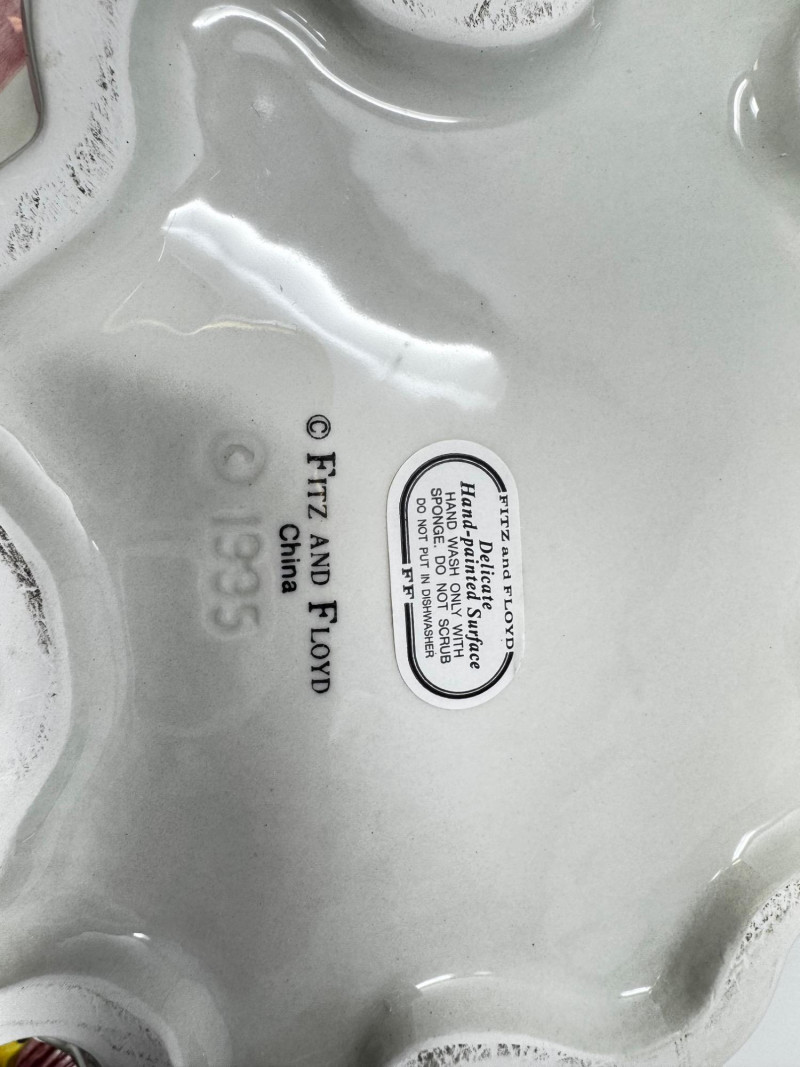 FITZ and FLOYD
Delicate
Hand-painted Surface
HAND WASH ONLY WITH
SPONGE. DO NOT SCRUB
DO NOT PUT IN DISHWASHER
FF
© FITZ AND FLOYD
China
© 1995